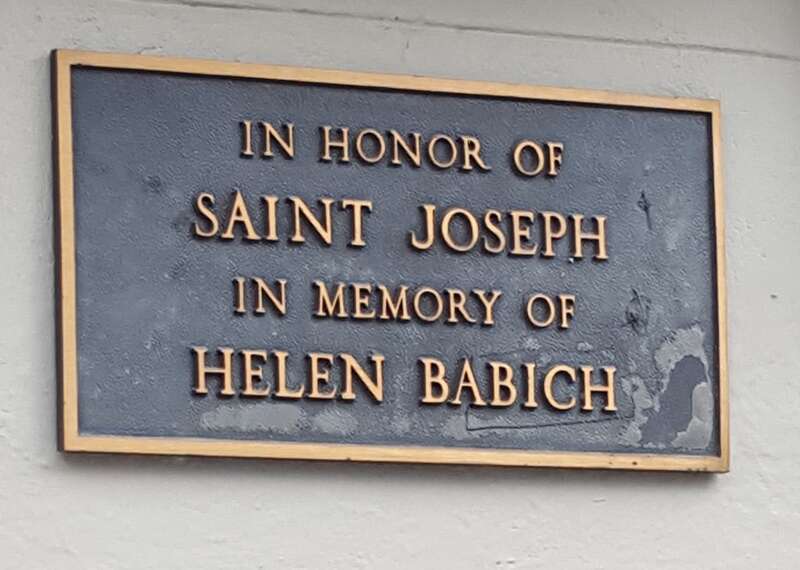 IN HONOR OF
SAINT JOSEPH
IN MEMORY OF
HELEN BABICH